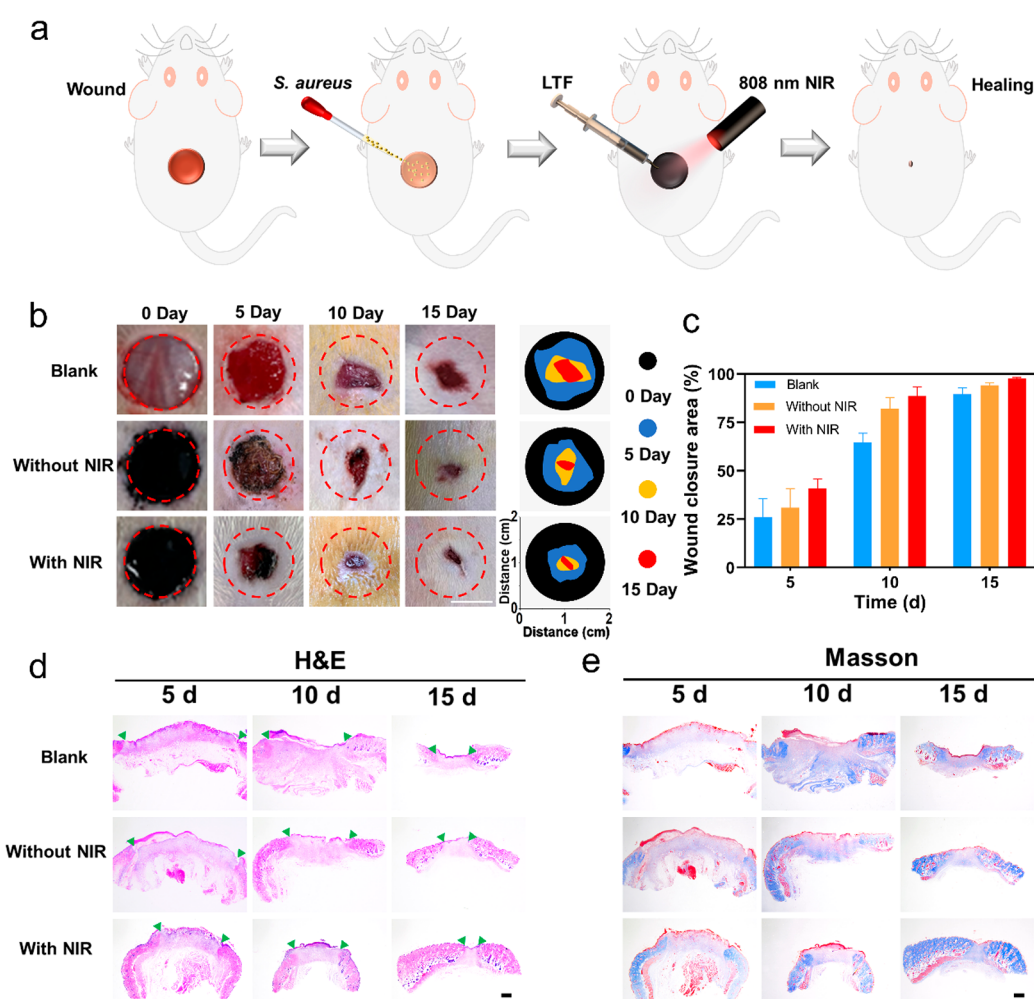 a
Wound
S. aureus
LTF
808 nm NIR
Healing
b
0 Day
5 Day
10 Day
15 Day
Blank
Without NIR
With NIR
0 Day
5 Day
10 Day
15 Day
Distance (cm)
2
1
0
0
1
2
Distance (cm)
c
Wound closure area (%)
100
75
50
25
0
Blank
Without NIR
With NIR
5
10
15
Time (d)
d
H&E
5 d
10 d
15 d
Blank
Without NIR
With NIR
e
Masson
5 d
10 d
15 d